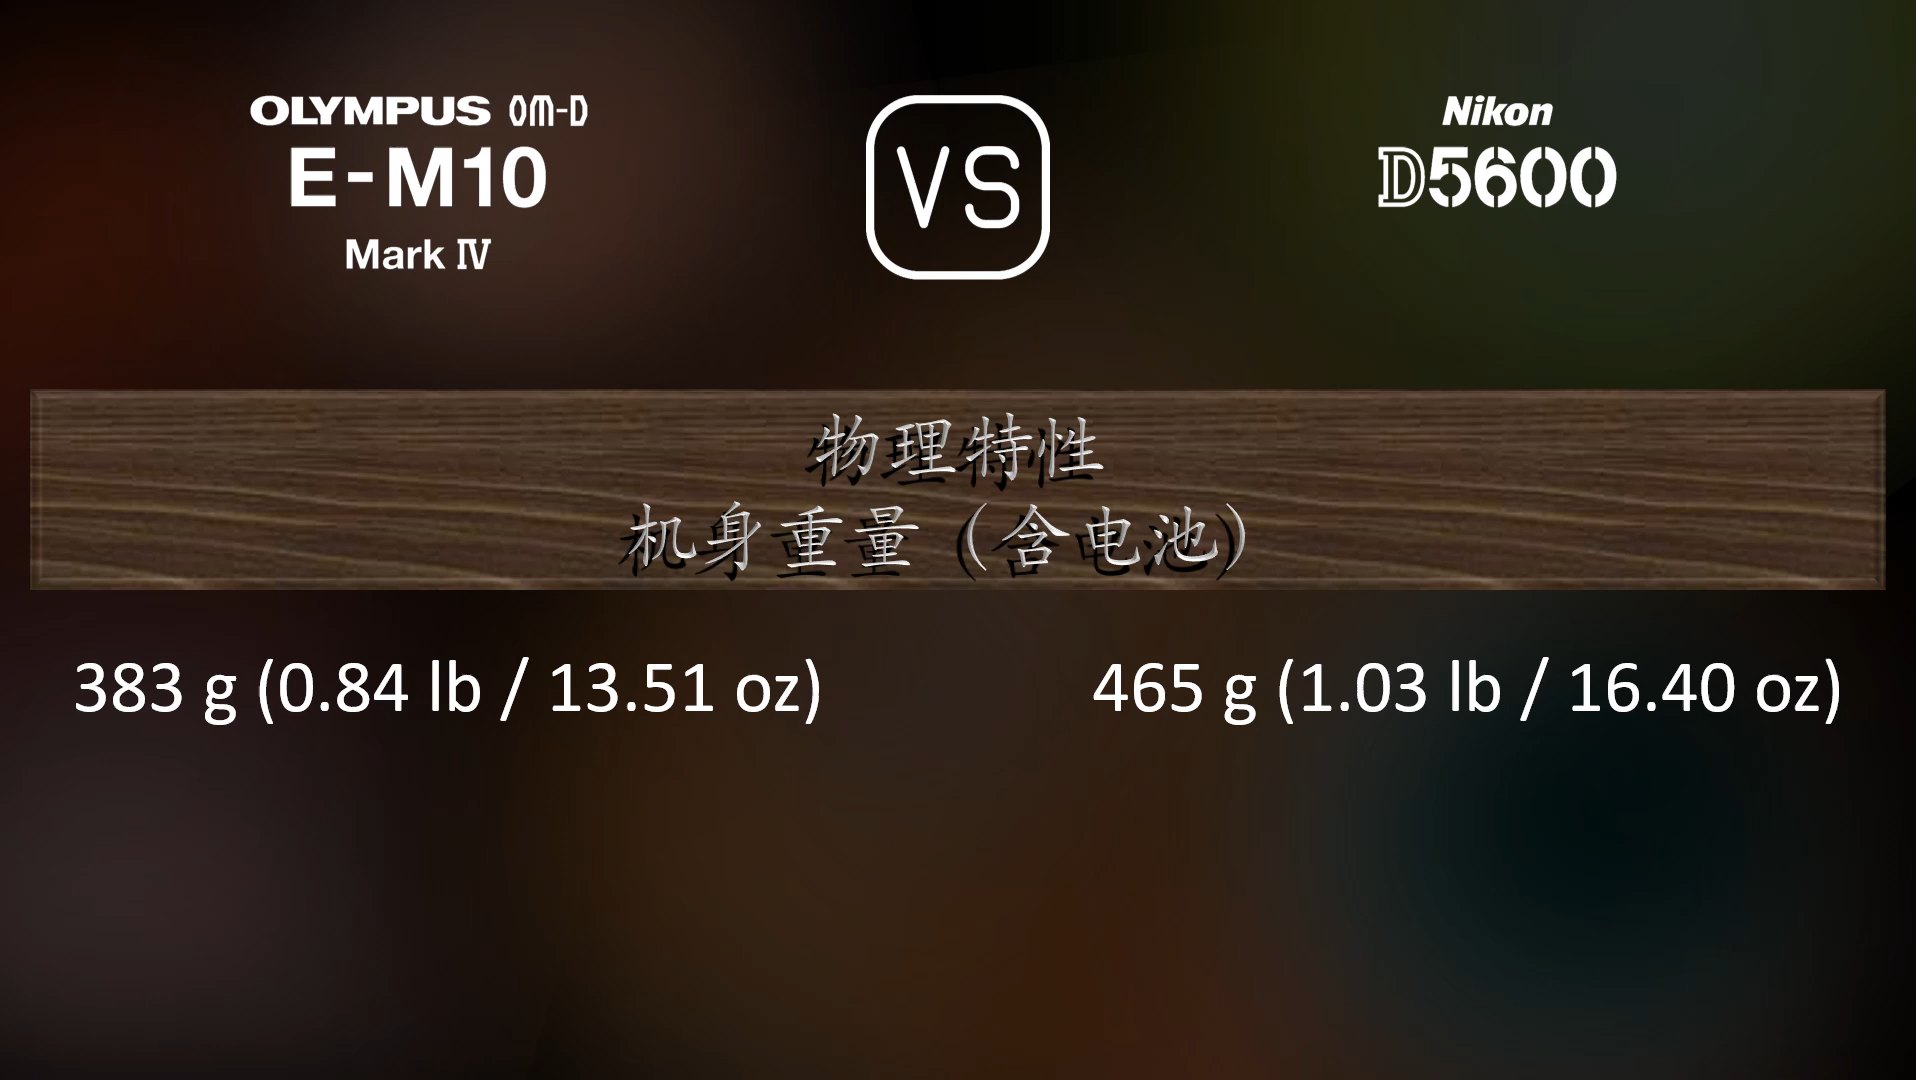 OLYMPUS OM-D
E-M10
Mark IV
VS
Nikon
D5600
物理特性
机身重量（含电池）
383 g (0.84 lb / 13.51 oz)
465 g (1.03 lb / 16.40 oz)